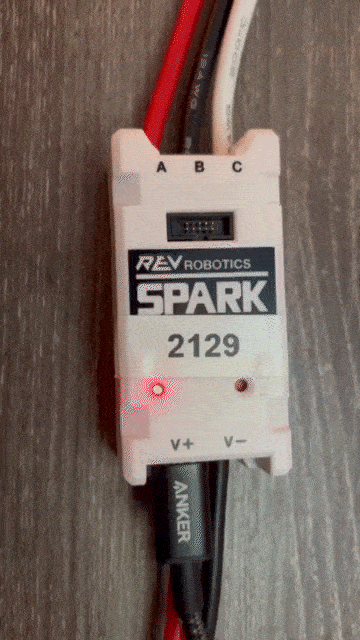 A B C
REV ROBOTICS
SPARK
2129
V+ V-
ANKER